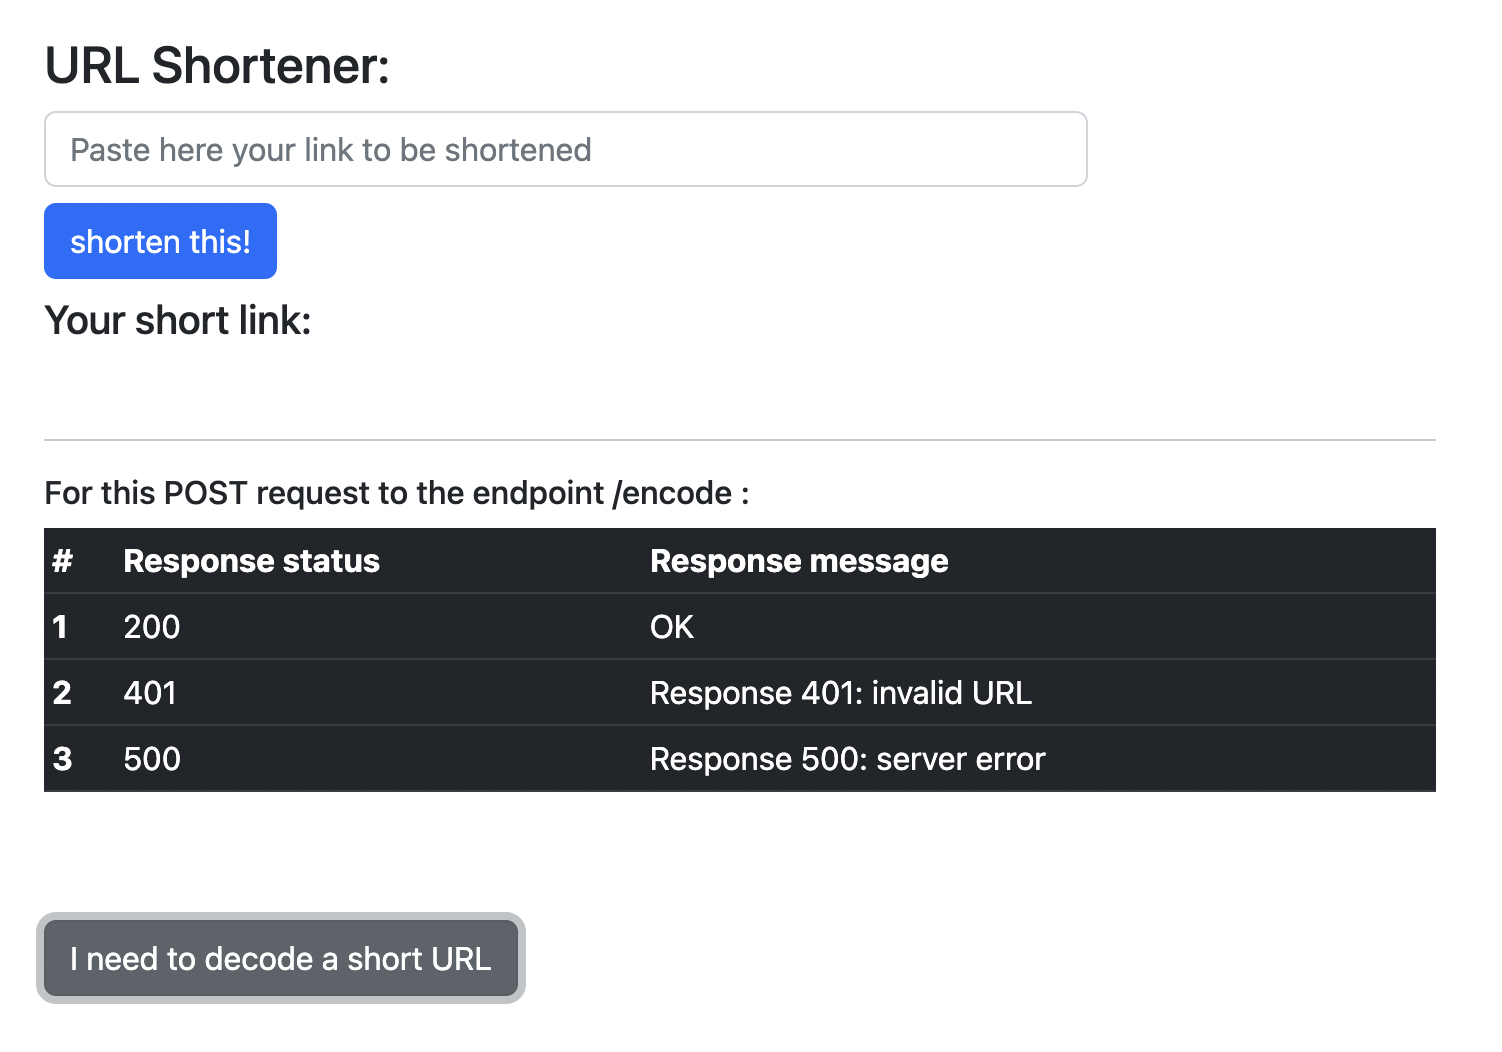 URL Shortener:
Paste here your link to be shortened
shorten this!
Your short link:
For this POST request to the endpoint /encode :
# Response status Response message
1 200 OK
2 401 Response 401: invalid URL
3 500 Response 500: server error
I need to decode a short URL